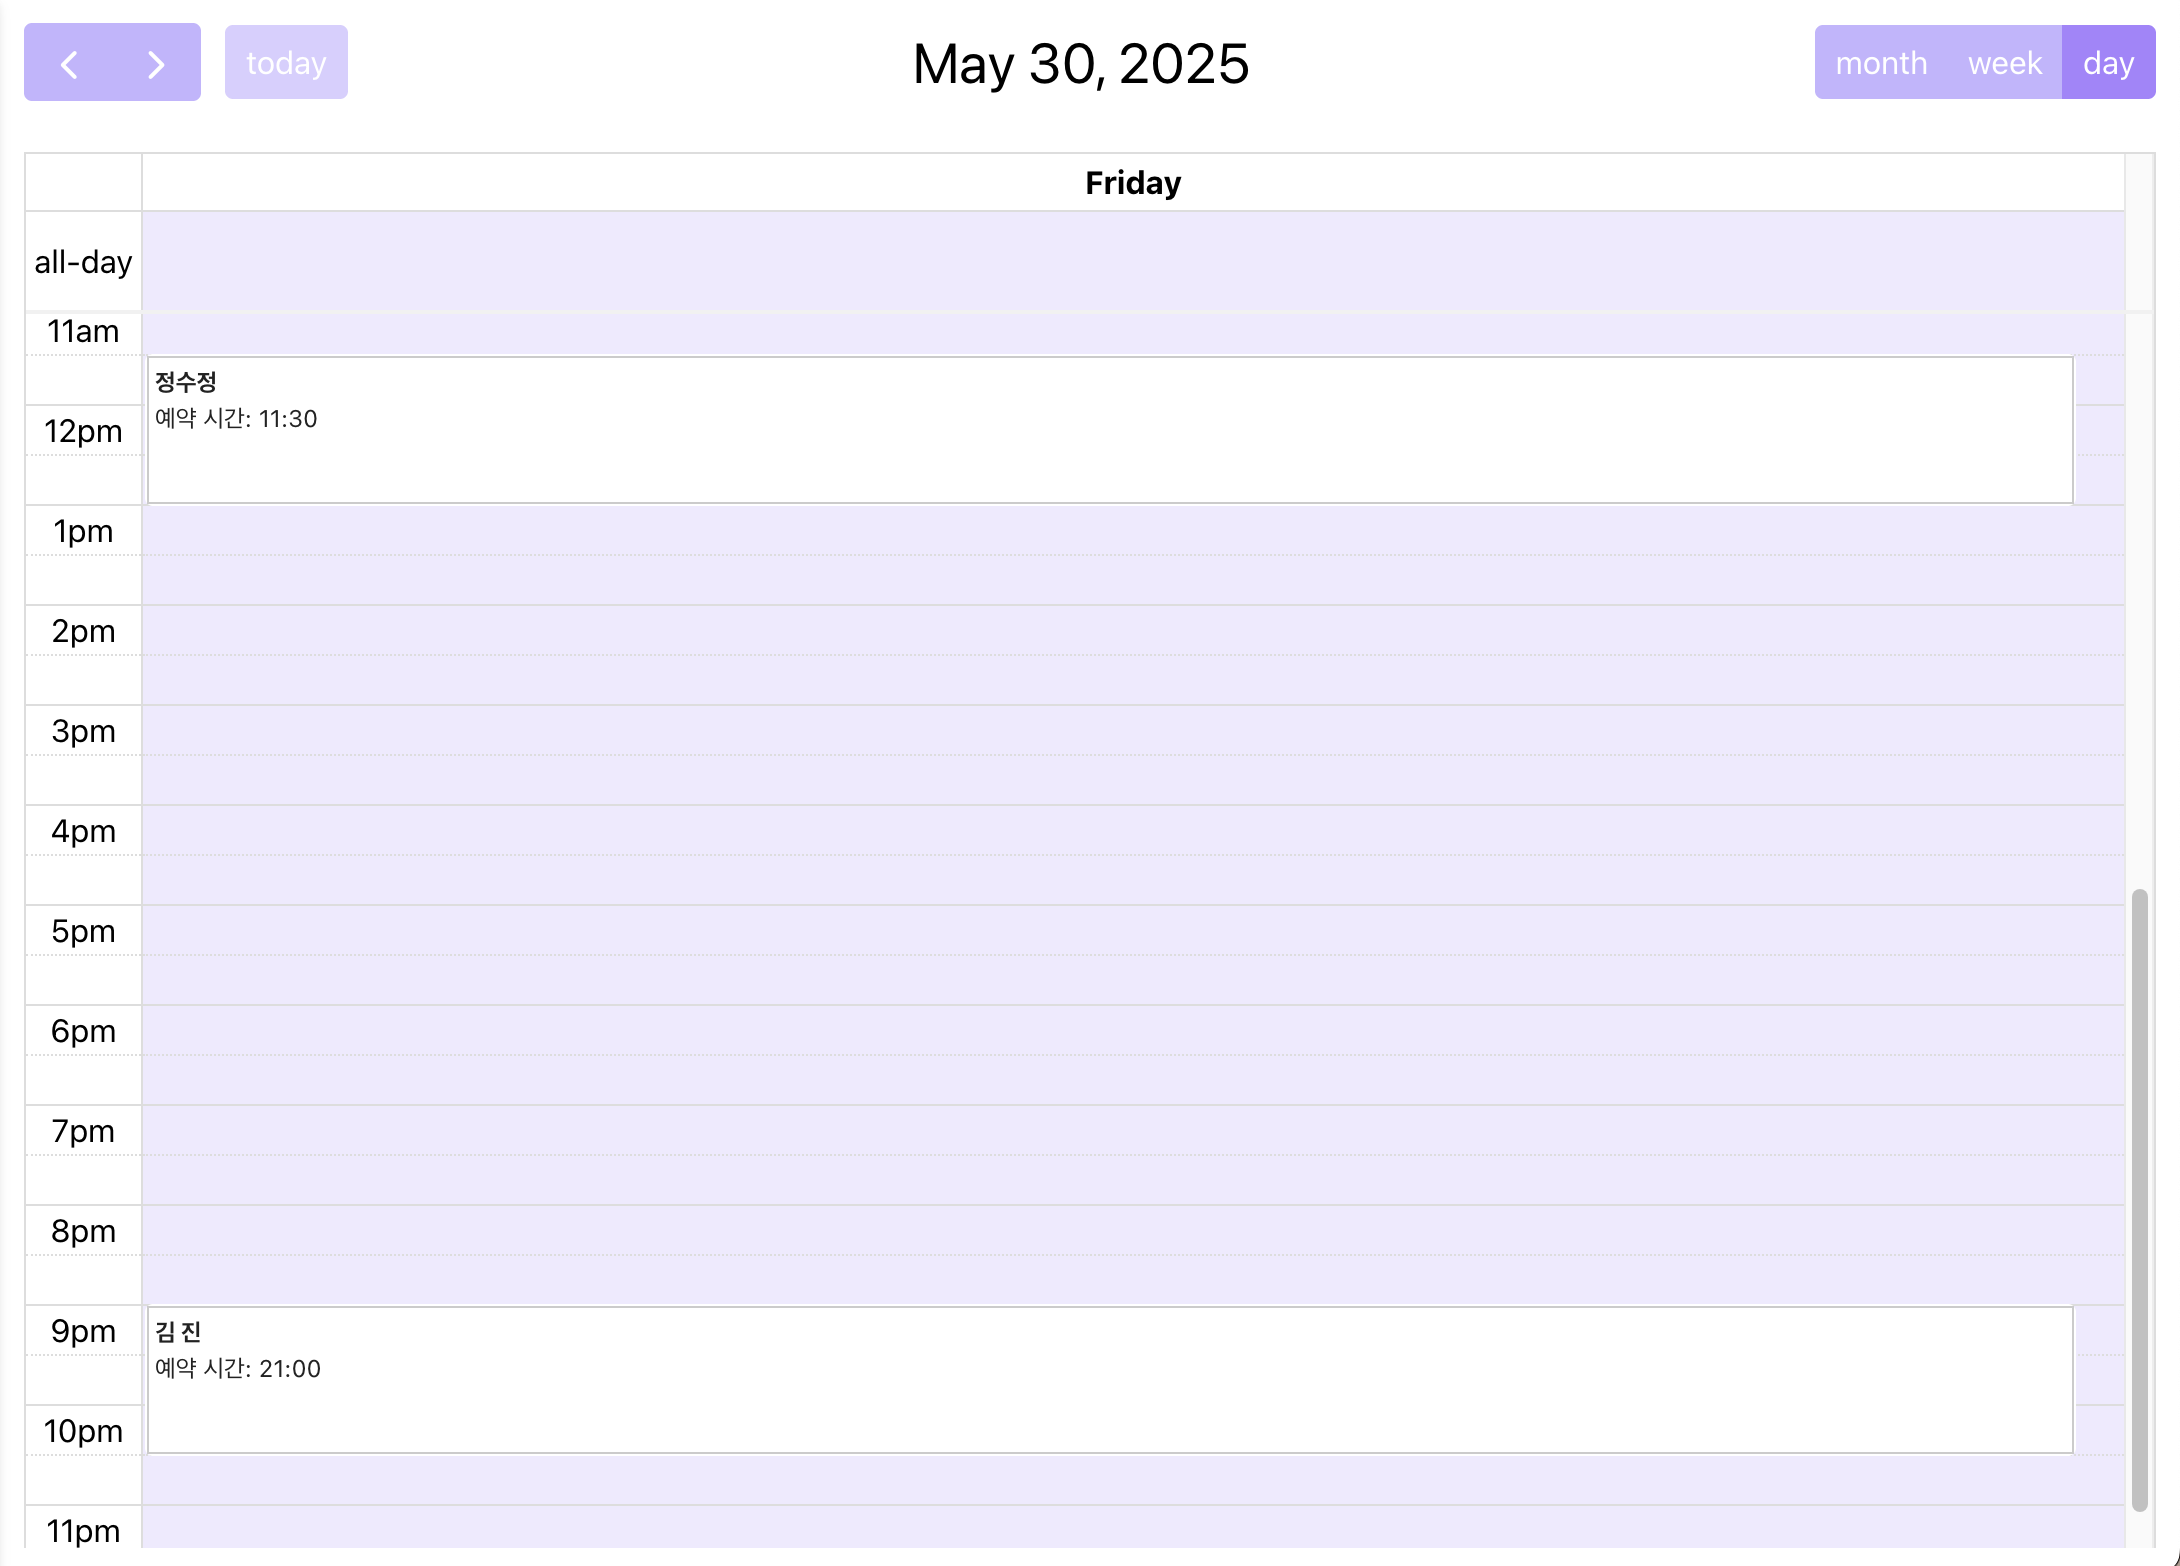 today
May 30, 2025
month week day
Friday
all-day
11am
정수정
예약 시간: 11:30
12pm
1pm
2pm
3pm
4pm
5pm
6pm
7pm
8pm
9pm
김 진
예약 시간: 21:00
10pm
11pm